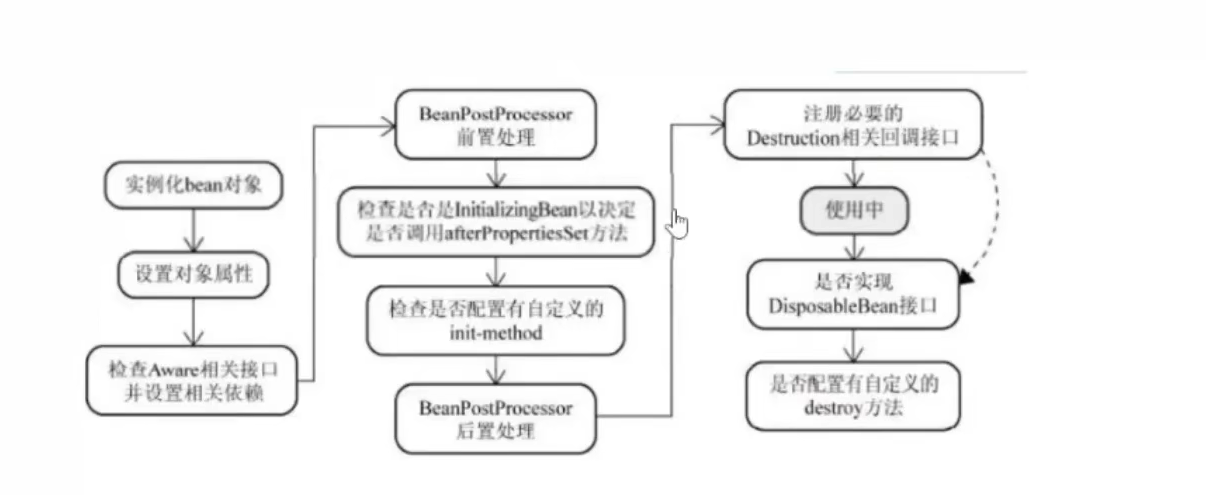 实例化bean对象
设置对象属性
检查Aware相关接口
并设置相关依赖
BeanPostProcessor
前置处理
检查是否是InitializingBean以决定
是否调用afterPropertiesSet方法
检查是否配置有自定义的
init-method
BeanPostProcessor
后置处理
注册必要的
Destruction相关回调接口
使用中
是否实现
DisposableBean接口
是否配置有自定义的
destroy方法